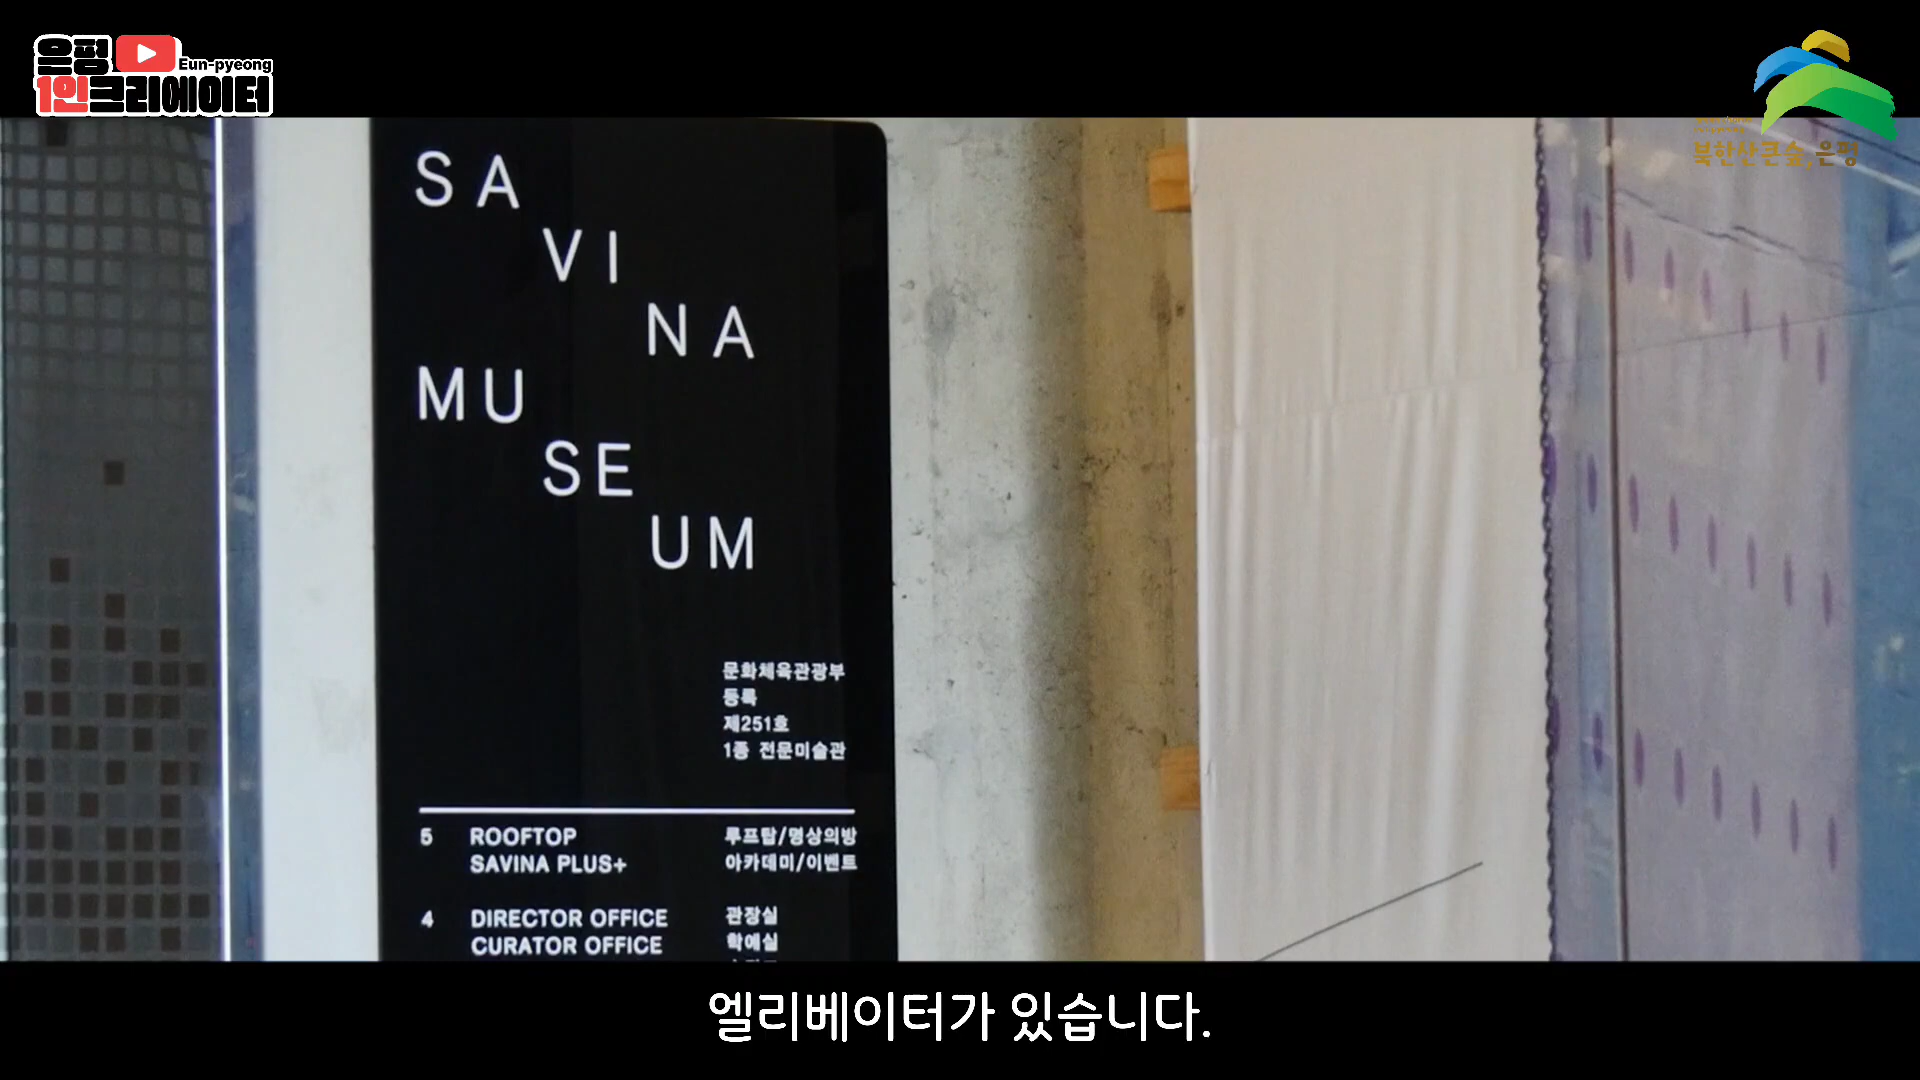 은평 Eun-pyeong
1인크리에이터
북한산큰숲,은평
SA
VI
NA
MU
SE
UM
문화체육관광부
등록
제251호
1종 전문미술관
5 ROOFTOP 루프탑/명상의방
SAVINA PLUS+ 아카데미/이벤트
4 DIRECTOR OFFICE 관장실
CURATOR OFFICE 학예실
엘리베이터가 있습니다.